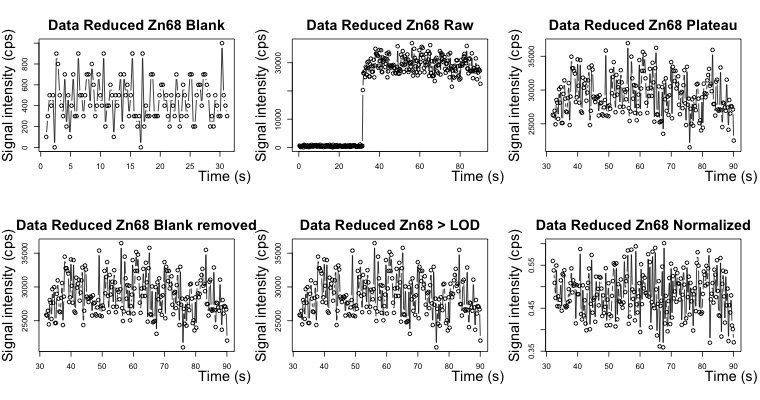 Data Reduced Zn68 Blank
Signal intensity (cps)
0 200 400 600 800
0 5 10 15 20 25 30
Time (s)
Data Reduced Zn68 Raw
Signal intensity (cps)
0 10000 30000
0 20 40 60 80
Time (s)
Data Reduced Zn68 Plateau
Signal intensity (cps)
25000 30000 35000
30 40 50 60 70 80 90
Time (s)
Data Reduced Zn68 Blank removed
Signal intensity (cps)
25000 30000 35000
30 40 50 60 70 80 90
Time (s)
Data Reduced Zn68 > LOD
Signal intensity (cps)
25000 30000 35000
30 40 50 60 70 80 90
Time (s)
Data Reduced Zn68 Normalized
Signal intensity (cps)
0.35 0.45 0.55
30 40 50 60 70 80 90
Time (s)